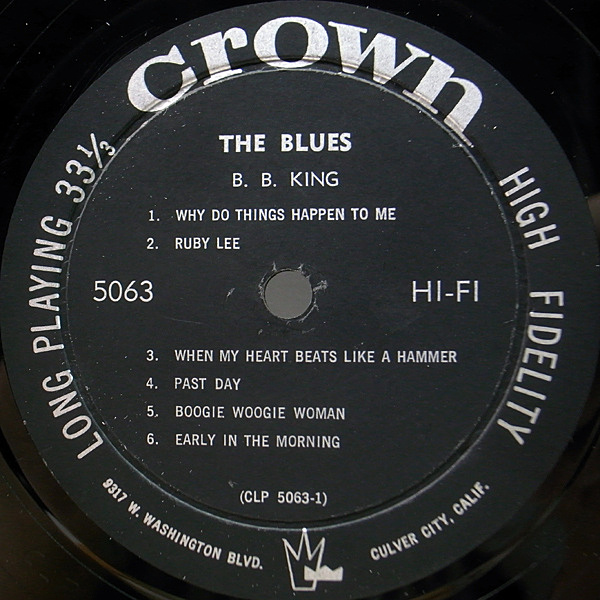 crown
LONG PLAYING 33⅓
HIGH FIDELITY
THE BLUES
B. B. KING
1. WHY DO THINGS HAPPEN TO ME
2. RUBY LEE
5063
HI-FI
3. WHEN MY HEART BEATS LIKE A HAMMER
4. PAST DAY
5. BOOGIE WOOGIE WOMAN
6. EARLY IN THE MORNING
(CLP 5063-1)
9317 W. WASHINGTON BLVD.
CULVER CITY, CALIF.